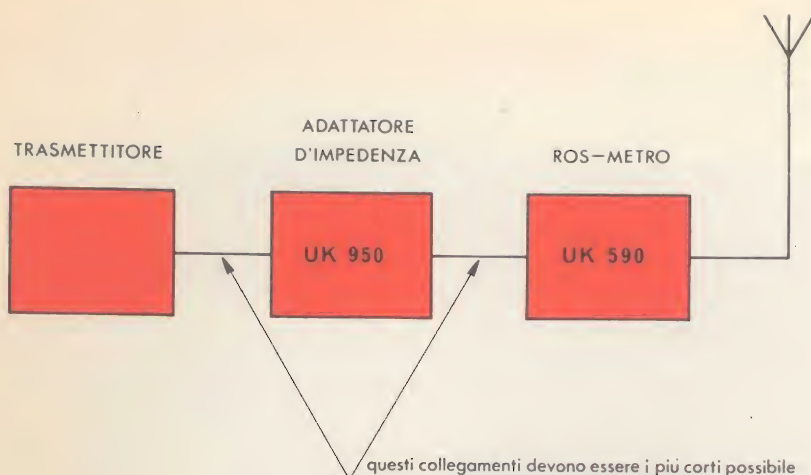 TRASMETTITORE
ADATTATORE
D'IMPEDENZA
ROS-METRO
UK 950
UK 590
questi collegamenti devono essere i più corti possibile